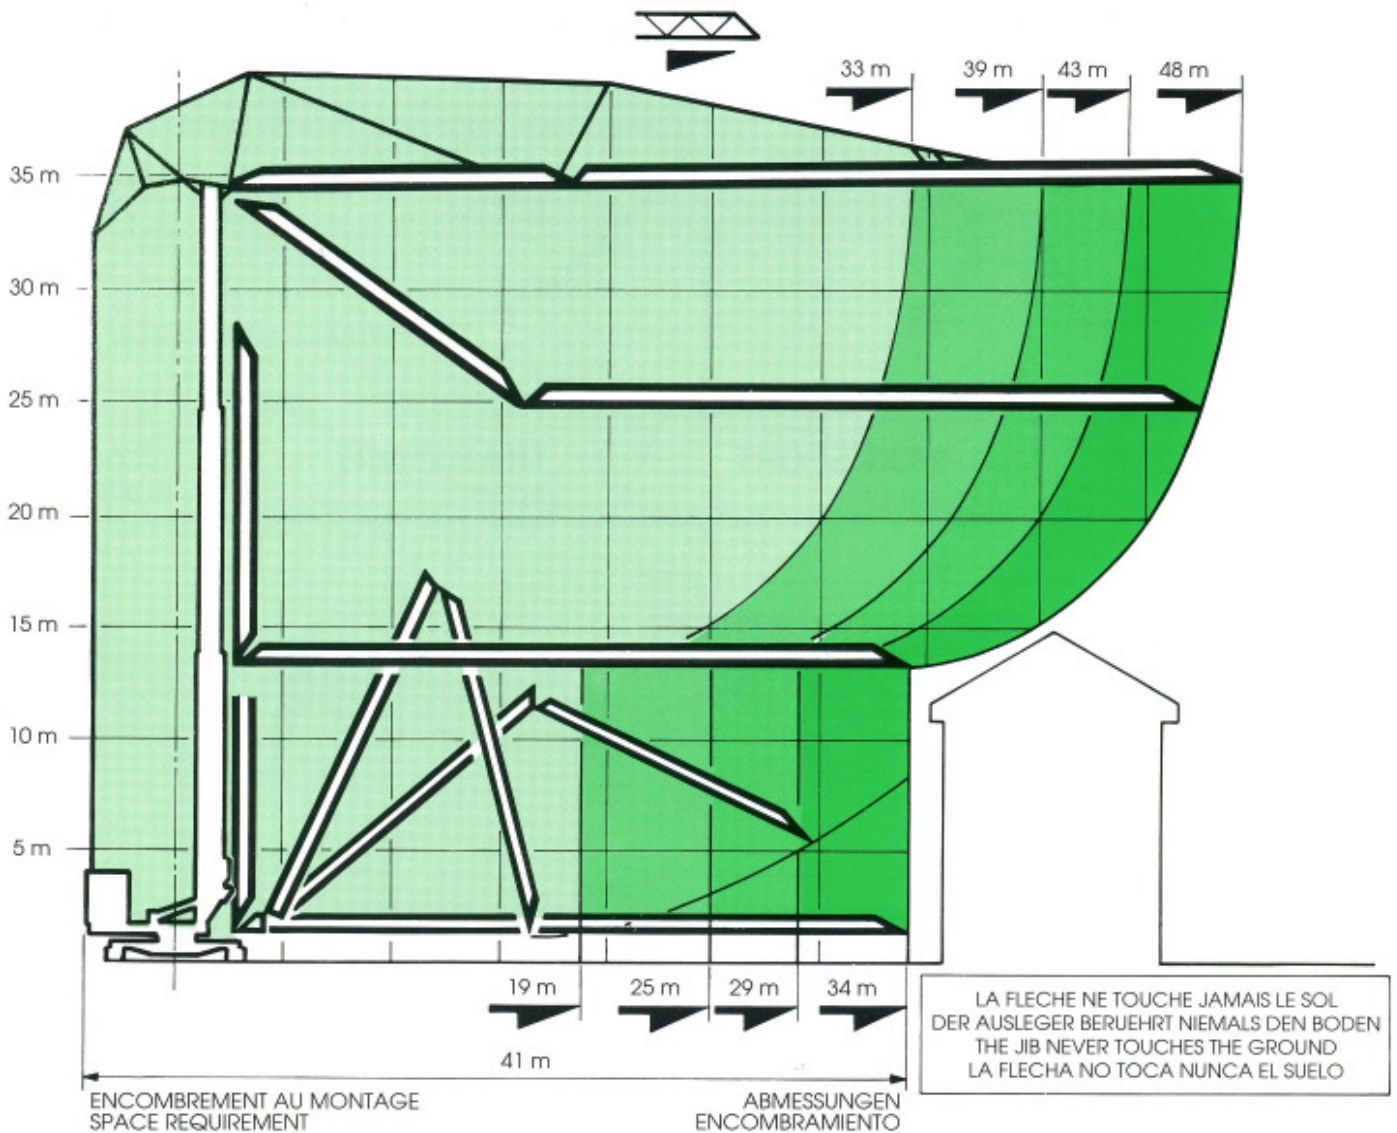 33 m
39 m
43 m
48 m
35 m
30 m
25 m
20 m
15 m
10 m
5 m
19 m
25 m
29 m
34 m
41 m
ENCOMBREMENT AU MONTAGE
SPACE REQUIREMENT
ABMESSUNGEN
ENCOMBRAMIENTO
LA FLECHE NE TOUCHE JAMAIS LE SOL
DER AUSLEGER BERUEHRT NIEMALS DEN BODEN
THE JIB NEVER TOUCHES THE GROUND
LA FLECHA NO TOCA NUNCA EL SUELO